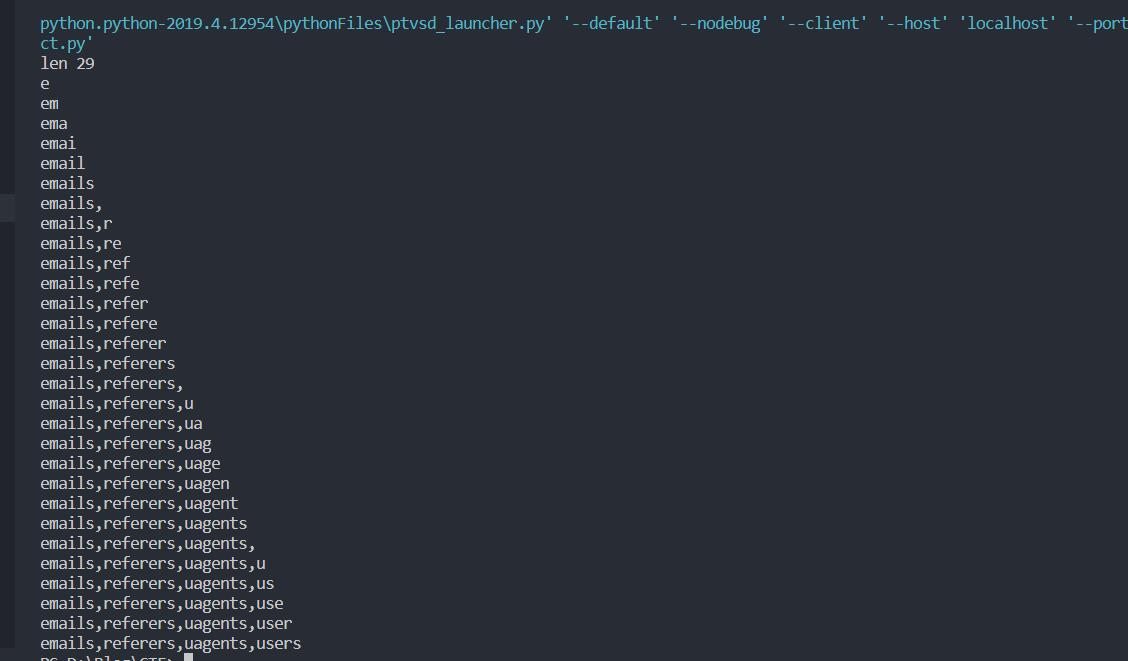 python.python-2019.4.12954\pythonFiles\ptvsd_launcher.py' '--default' '--nodebug' '--client' '--host' 'localhost' '--port
ct.py'
len 29
e
em
ema
emai
email
emails
emails,
emails,r
emails,re
emails,ref
emails,refe
emails,refer
emails,refere
emails,referer
emails,referers
emails,referers,
emails,referers,u
emails,referers,ua
emails,referers,uag
emails,referers,uage
emails,referers,uagen
emails,referers,uagent
emails,referers,uagents
emails,referers,uagents,
emails,referers,uagents,u
emails,referers,uagents,us
emails,referers,uagents,use
emails,referers,uagents,user
emails,referers,uagents,users
PS D:\Blog\CTF>